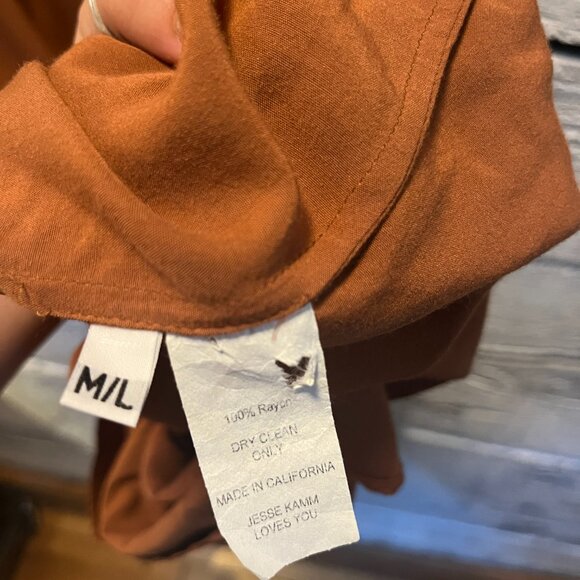 M/L
100% Rayon
DRY CLEAN
ONLY
MADE IN CALIFORNIA
JESSE KAMM
LOVES YOU